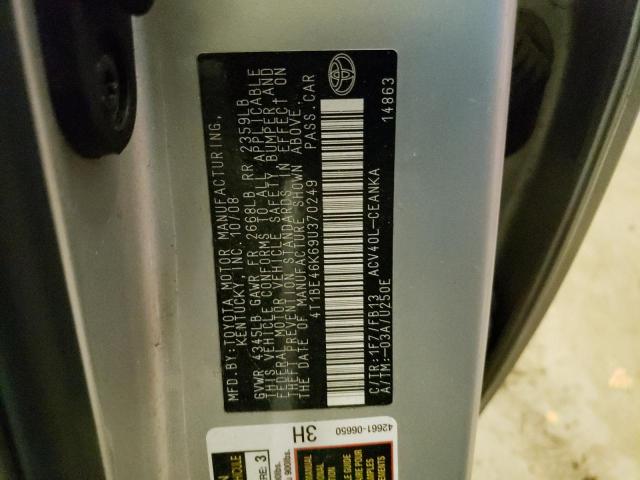 MFD. BY: TOYOTA MOTOR MANUFACTURING,
KENTUCKY, INC. 10/08
GVWR 4345LB GAWR FR 2668LB RR 2359LB
THIS VEHICLE CONFORMS TO ALL APPLICABLE
FEDERAL MOTOR VEHICLE SAFETY BUMPER AND
THEFT PREVENTION STANDARDS IN EFFECT ON
THE DATE OF MANUFACTURE SHOWN ABOVE.
4T1BE46K69U370249 PASS.CAR
C/TR:1F7/FB13 ACV40L-CEANKA
A/TM:-03A/U250E 14863
42661-06650
3H